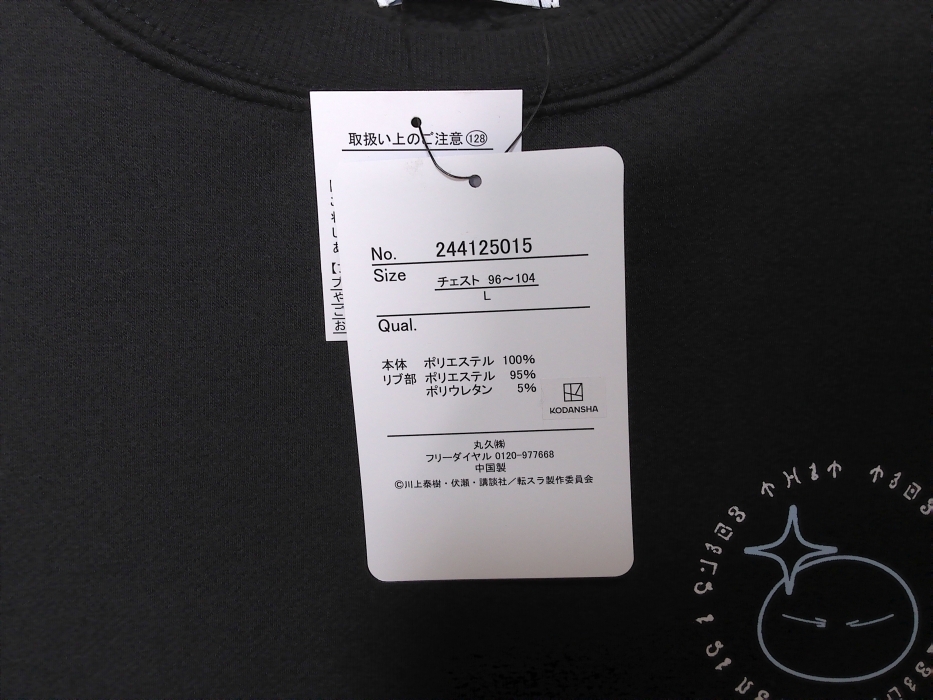 取扱い上のご注意 128
No. 244125015
Size チェスト 96〜104
L
Qual.
本体 ポリエステル 100%
リブ部 ポリエステル 95%
ポリウレタン 5%
KODANSHA
丸久㈱
フリーダイヤル 0120-977668
中国製
©川上泰樹・伏瀬・講談社／転スラ製作委員会